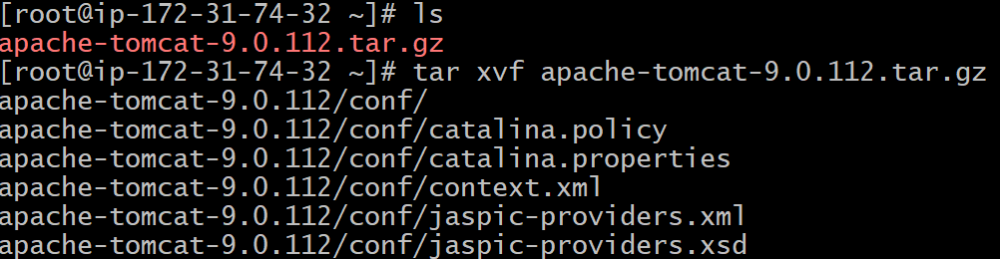 [root@ip-172-31-74-32 ~]# ls
apache-tomcat-9.0.112.tar.gz
[root@ip-172-31-74-32 ~]# tar xvf apache-tomcat-9.0.112.tar.gz
apache-tomcat-9.0.112/conf/
apache-tomcat-9.0.112/conf/catalina.policy
apache-tomcat-9.0.112/conf/catalina.properties
apache-tomcat-9.0.112/conf/context.xml
apache-tomcat-9.0.112/conf/jaspic-providers.xml
apache-tomcat-9.0.112/conf/jaspic-providers.xsd